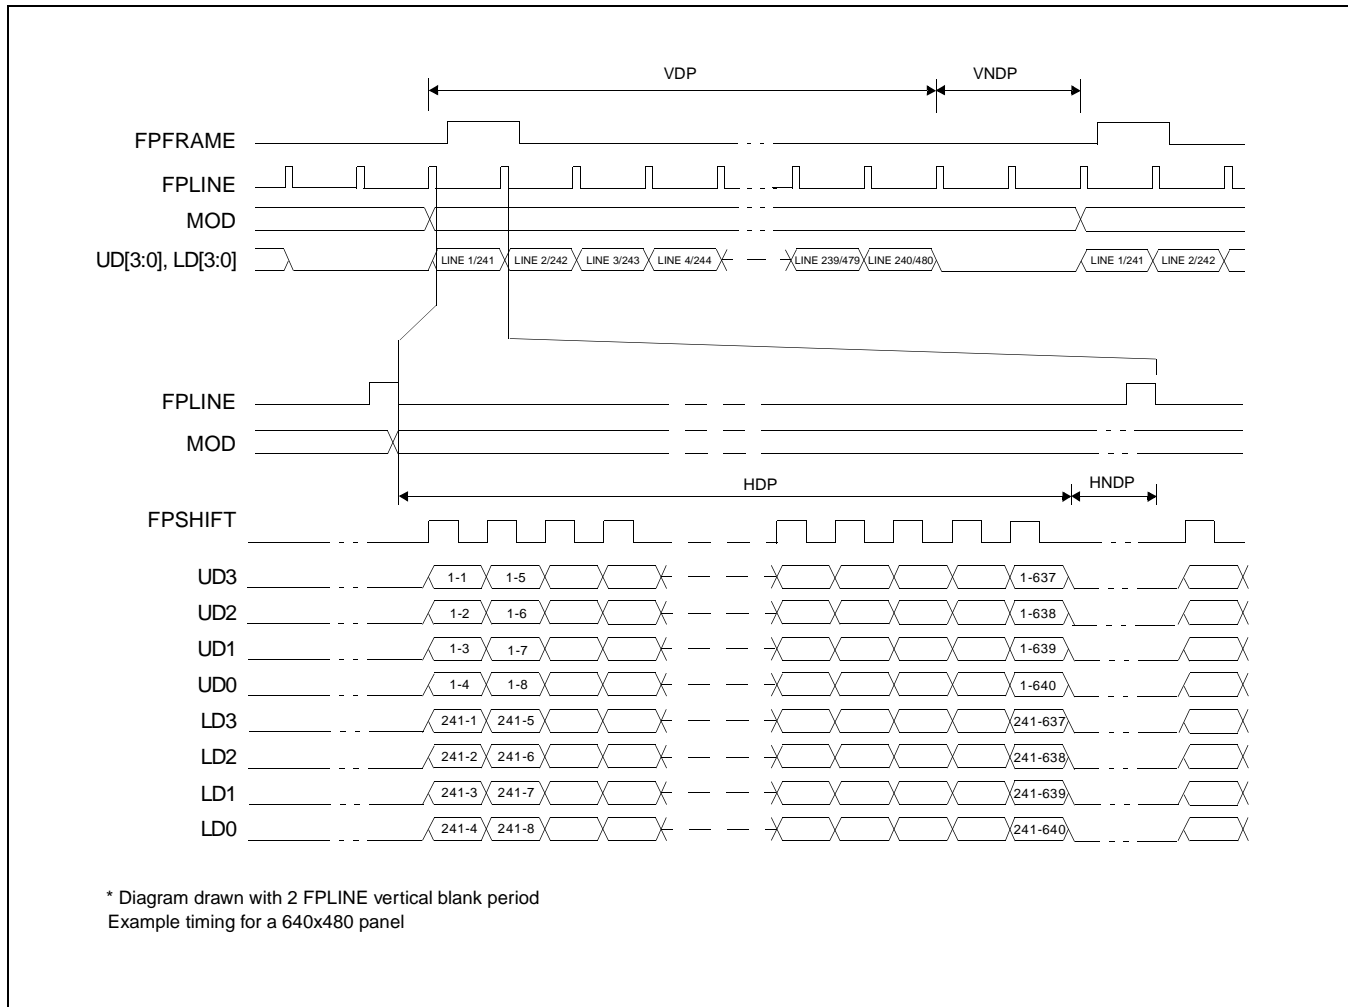 VDP VNDP
FPFRAME
FPLINE
MOD
UD[3:0], LD[3:0] LINE 1/241 LINE 2/242 LINE 3/243 LINE 4/244 LINE 239/479 LINE 240/480 LINE 1/241 LINE 2/242
FPLINE
MOD
HDP HNDP
FPSHIFT
UD3 1-1 1-5 1-637
UD2 1-2 1-6 1-638
UD1 1-3 1-7 1-639
UD0 1-4 1-8 1-640
LD3 241-1 241-5 241-637
LD2 241-2 241-6 241-638
LD1 241-3 241-7 241-639
LD0 241-4 241-8 241-640
* Diagram drawn with 2 FPLINE vertical blank period
Example timing for a 640x480 panel